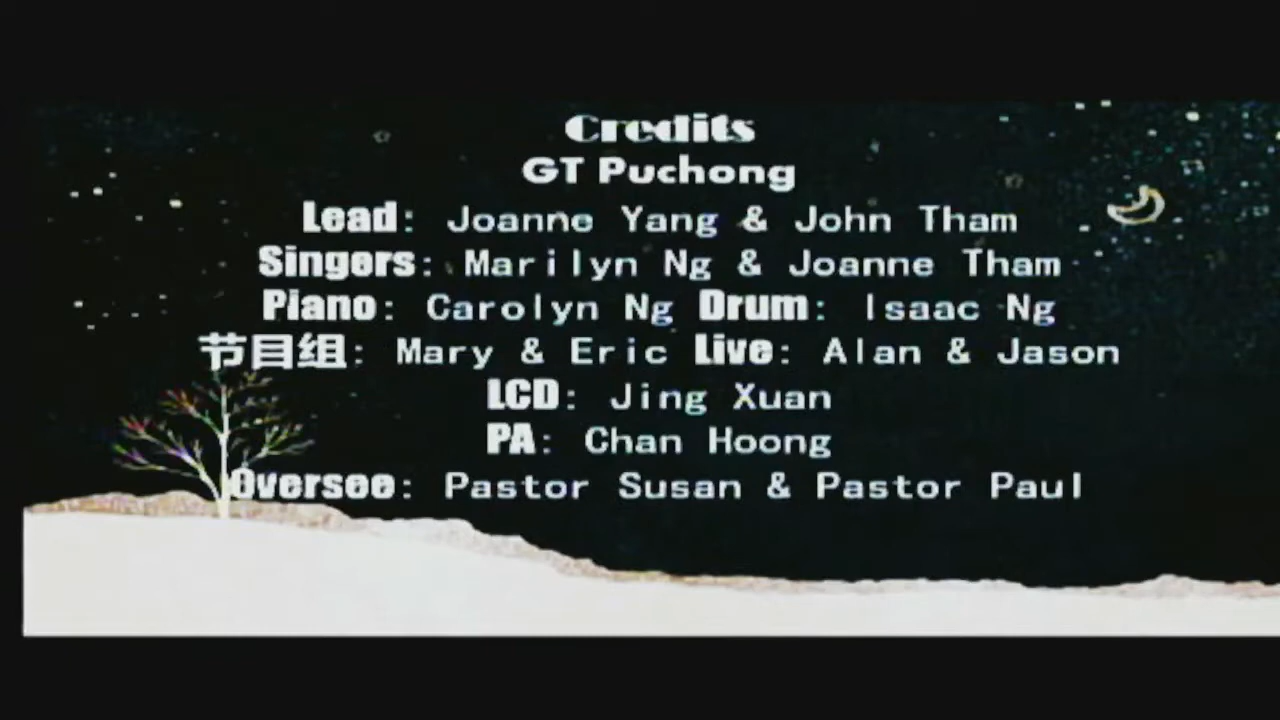 Credits
GT Puchong
Lead: Joanne Yang & John Tham
Singers: Marilyn Ng & Joanne Tham
Piano: Carolyn Ng Drum: Isaac Ng
节目组: Mary & Eric Live: Alan & Jason
LCD: Jing Xuan
PA: Chan Hoong
Oversee: Pastor Susan & Pastor Paul